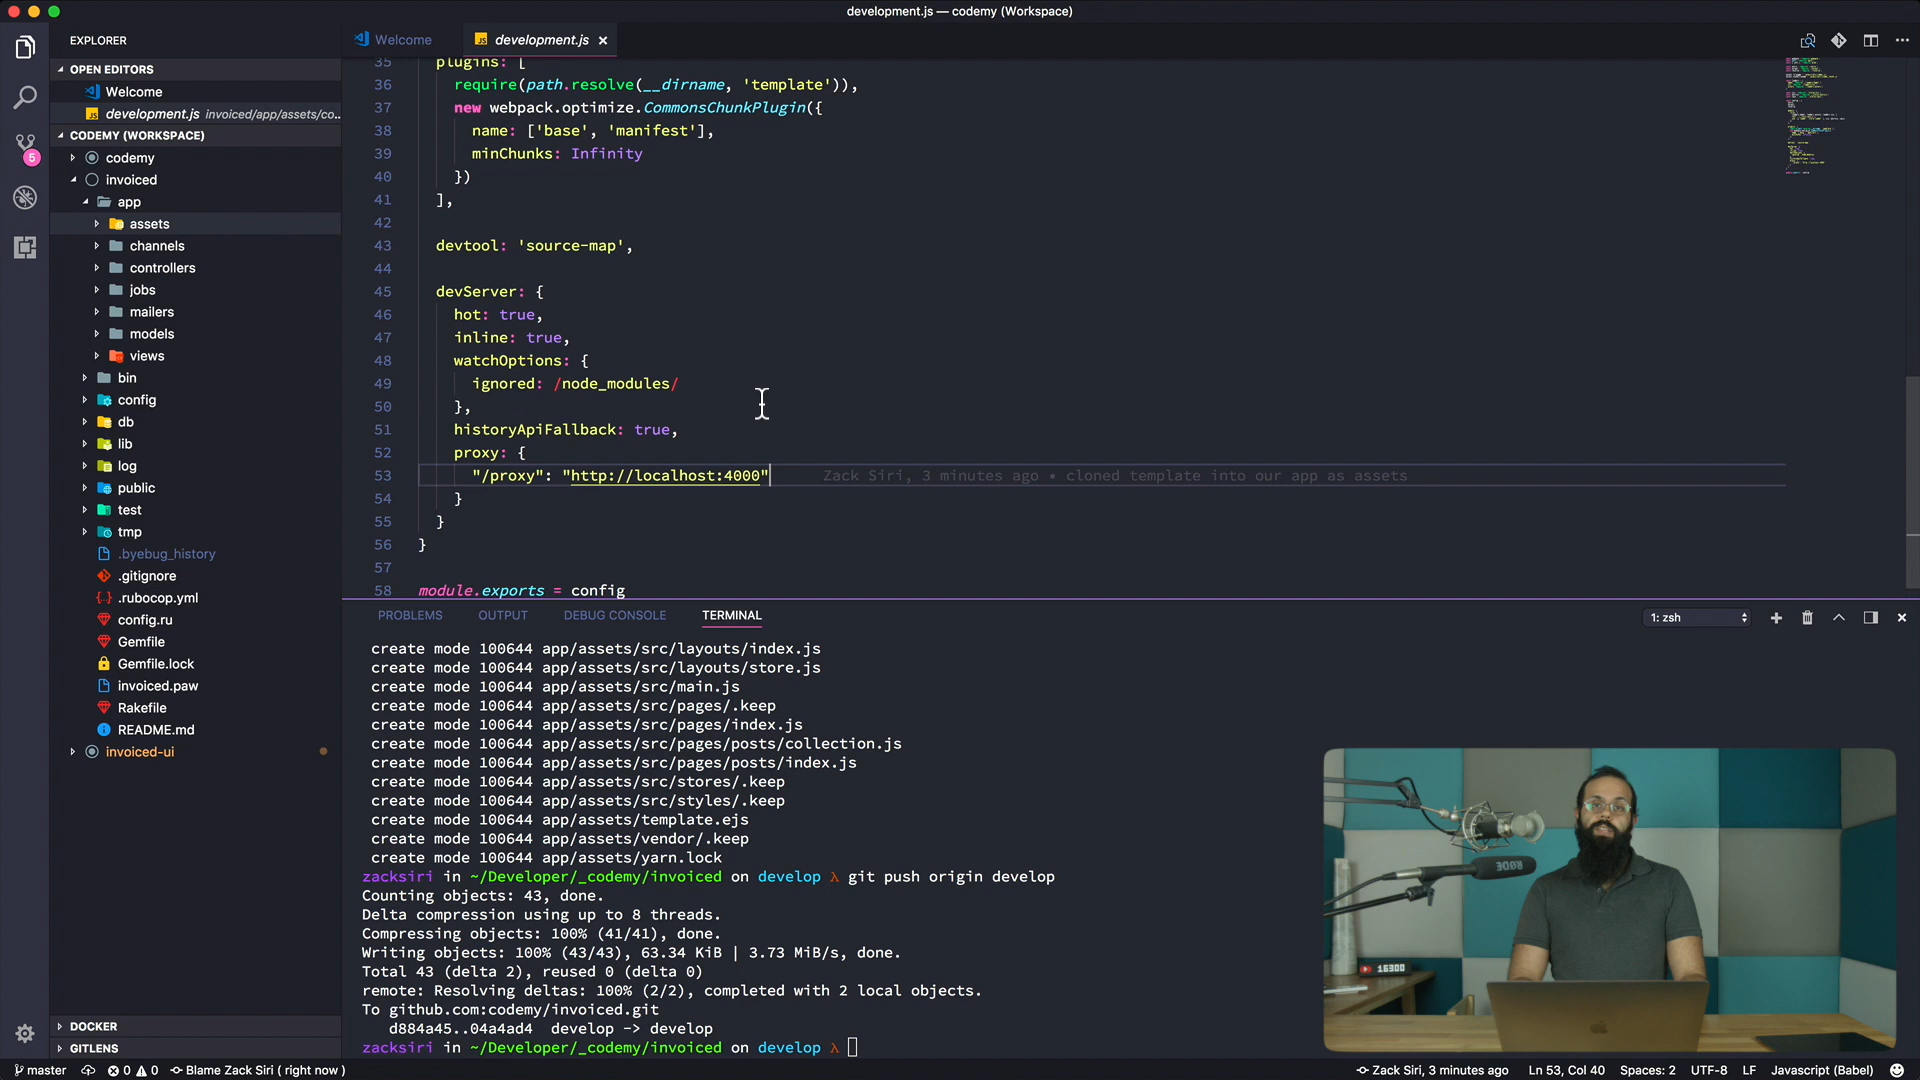 development.js — codemy (Workspace)
EXPLORER
OPEN EDITORS
Welcome
development.js invoiced/app/assets/co...
CODEMY (WORKSPACE)
codemy
invoiced
app
assets
channels
controllers
jobs
mailers
models
views
bin
config
db
lib
log
public
test
tmp
.byebug_history
.gitignore
.rubocop.yml
config.ru
Gemfile
Gemfile.lock
invoiced.paw
Rakefile
README.md
invoiced-ui
DOCKER
GITLENS
5
Welcome
development.js
35 plugins: [
36 require(path.resolve(__dirname, 'template')),
37 new webpack.optimize.CommonsChunkPlugin({
38 name: ['base', 'manifest'],
39 minChunks: Infinity
40 })
41 ],
42
43 devtool: 'source-map',
44
45 devServer: {
46 hot: true,
47 inline: true,
48 watchOptions: {
49 ignored: /node_modules/
50 },
51 historyApiFallback: true,
52 proxy: {
53 "/proxy": "http://localhost:4000" Zack Siri, 3 minutes ago • cloned template into our app as assets
54 }
55 }
56 }
57
58 module.exports = config
PROBLEMS OUTPUT DEBUG CONSOLE TERMINAL 1: zsh
create mode 100644 app/assets/src/layouts/index.js
create mode 100644 app/assets/src/layouts/store.js
create mode 100644 app/assets/src/main.js
create mode 100644 app/assets/src/pages/.keep
create mode 100644 app/assets/src/pages/index.js
create mode 100644 app/assets/src/pages/posts/collection.js
create mode 100644 app/assets/src/pages/posts/index.js
create mode 100644 app/assets/src/stores/.keep
create mode 100644 app/assets/src/styles/.keep
create mode 100644 app/assets/template.ejs
create mode 100644 app/assets/vendor/.keep
create mode 100644 app/assets/yarn.lock
zacksiri in ~/Developer/_codemy/invoiced on develop λ git push origin develop
Counting objects: 43, done.
Delta compression using up to 8 threads.
Compressing objects: 100% (41/41), done.
Writing objects: 100% (43/43), 63.34 KiB | 3.73 MiB/s, done.
Total 43 (delta 2), reused 0 (delta 0)
remote: Resolving deltas: 100% (2/2), completed with 2 local objects.
To github.com:codemy/invoiced.git
d884a45..04a4ad4 develop -> develop
zacksiri in ~/Developer/_codemy/invoiced on develop λ
RØDE
16300
master 0 0 Blame Zack Siri ( right now ) Zack Siri, 3 minutes ago Ln 53, Col 40 Spaces: 2 UTF-8 LF Javascript (Babel)